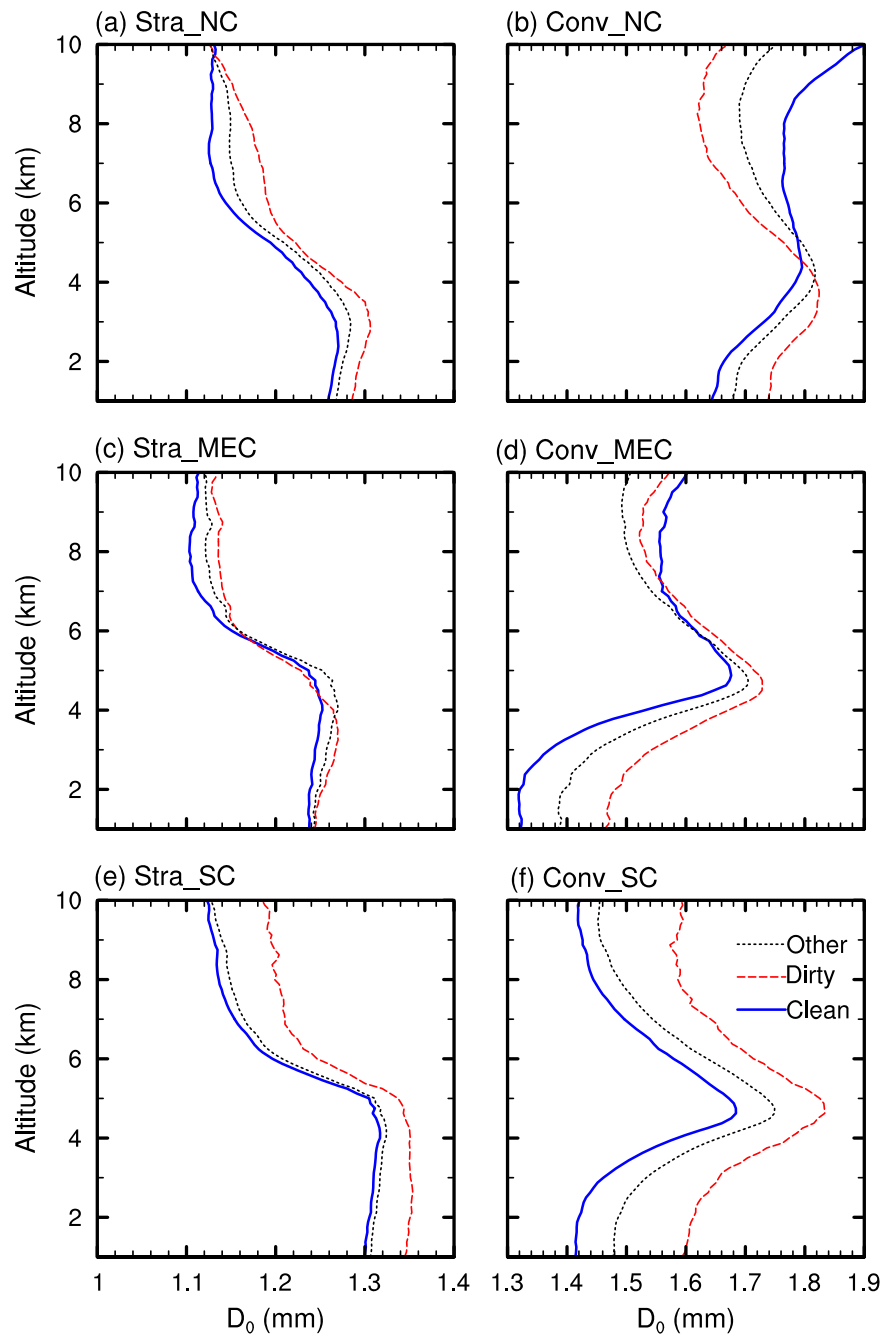 (a) Stra_NC
(b) Conv_NC
10
8
6
4
2
Altitude (km)
1 1.1 1.2 1.3 1.4
1.3 1.4 1.5 1.6 1.7 1.8 1.9
(c) Stra_MEC
(d) Conv_MEC
10
8
6
4
2
Altitude (km)
(e) Stra_SC
(f) Conv_SC
10
8
6
4
2
Altitude (km)
Other
Dirty
Clean
D₀ (mm)
D₀ (mm)